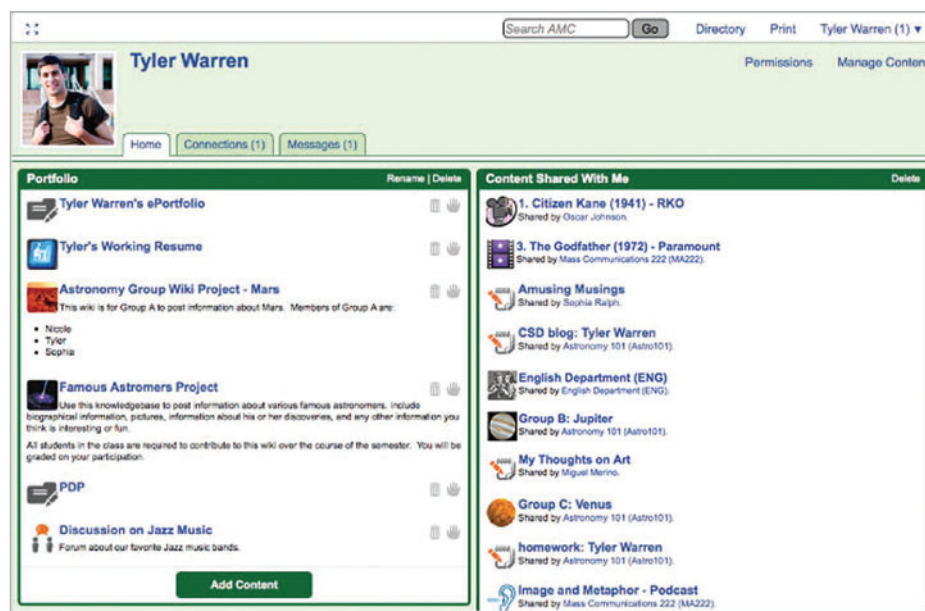 Search AMC Go Directory Print Tyler Warren (1) ▾
Tyler Warren
Permissions Manage Conten
Home Connections (1) Messages (1)
Portfolio Rename | Delete
Tyler Warren's ePortfolio
Tyler's Working Resume
Astronomy Group Wiki Project - Mars
This wiki is for Group A to post information about Mars. Members of Group A are:
• Nicole
• Tyler
• Sophia
Famous Astromers Project
Use this knowledgebase to post information about various famous astronomers. Include
biographical information, pictures, information about his or her discoveries, and any other information you
think is interesting or fun.
All students in the class are required to contribute to this wiki over the course of the semester. You will be
graded on your participation.
PDP
Discussion on Jazz Music
Forum about our favorite Jazz music bands.
Add Content
Content Shared With Me Delete
1. Citizen Kane (1941) - RKO
Shared by Oscar Johnson.
3. The Godfather (1972) - Paramount
Shared by Mass Communications 222 (MA222).
Amusing Musings
Shared by Sophia Ralph.
CSD blog: Tyler Warren
Shared by Astronomy 101 (Astro101).
English Department (ENG)
Shared by English Department (ENG).
Group B: Jupiter
Shared by Astronomy 101 (Astro101).
My Thoughts on Art
Shared by Miguel Merino.
Group C: Venus
Shared by Astronomy 101 (Astro101).
homework: Tyler Warren
Shared by Astronomy 101 (Astro101).
Image and Metaphor - Podcast
Shared by Mass Communications 222 (MA222).